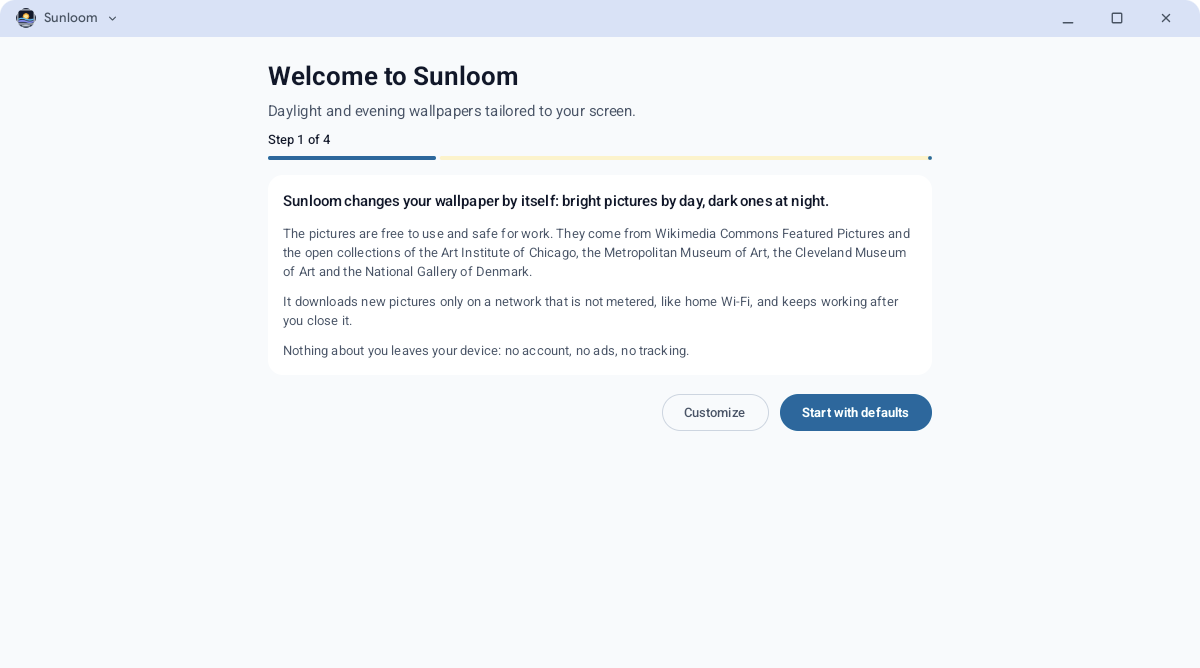 Sunloom
Welcome to Sunloom
Daylight and evening wallpapers tailored to your screen.
Step 1 of 4
Sunloom changes your wallpaper by itself: bright pictures by day, dark ones at night.
The pictures are free to use and safe for work. They come from Wikimedia Commons Featured Pictures and
the open collections of the Art Institute of Chicago, the Metropolitan Museum of Art, the Cleveland Museum
of Art and the National Gallery of Denmark.
It downloads new pictures only on a network that is not metered, like home Wi-Fi, and keeps working after
you close it.
Nothing about you leaves your device: no account, no ads, no tracking.
Customize
Start with defaults